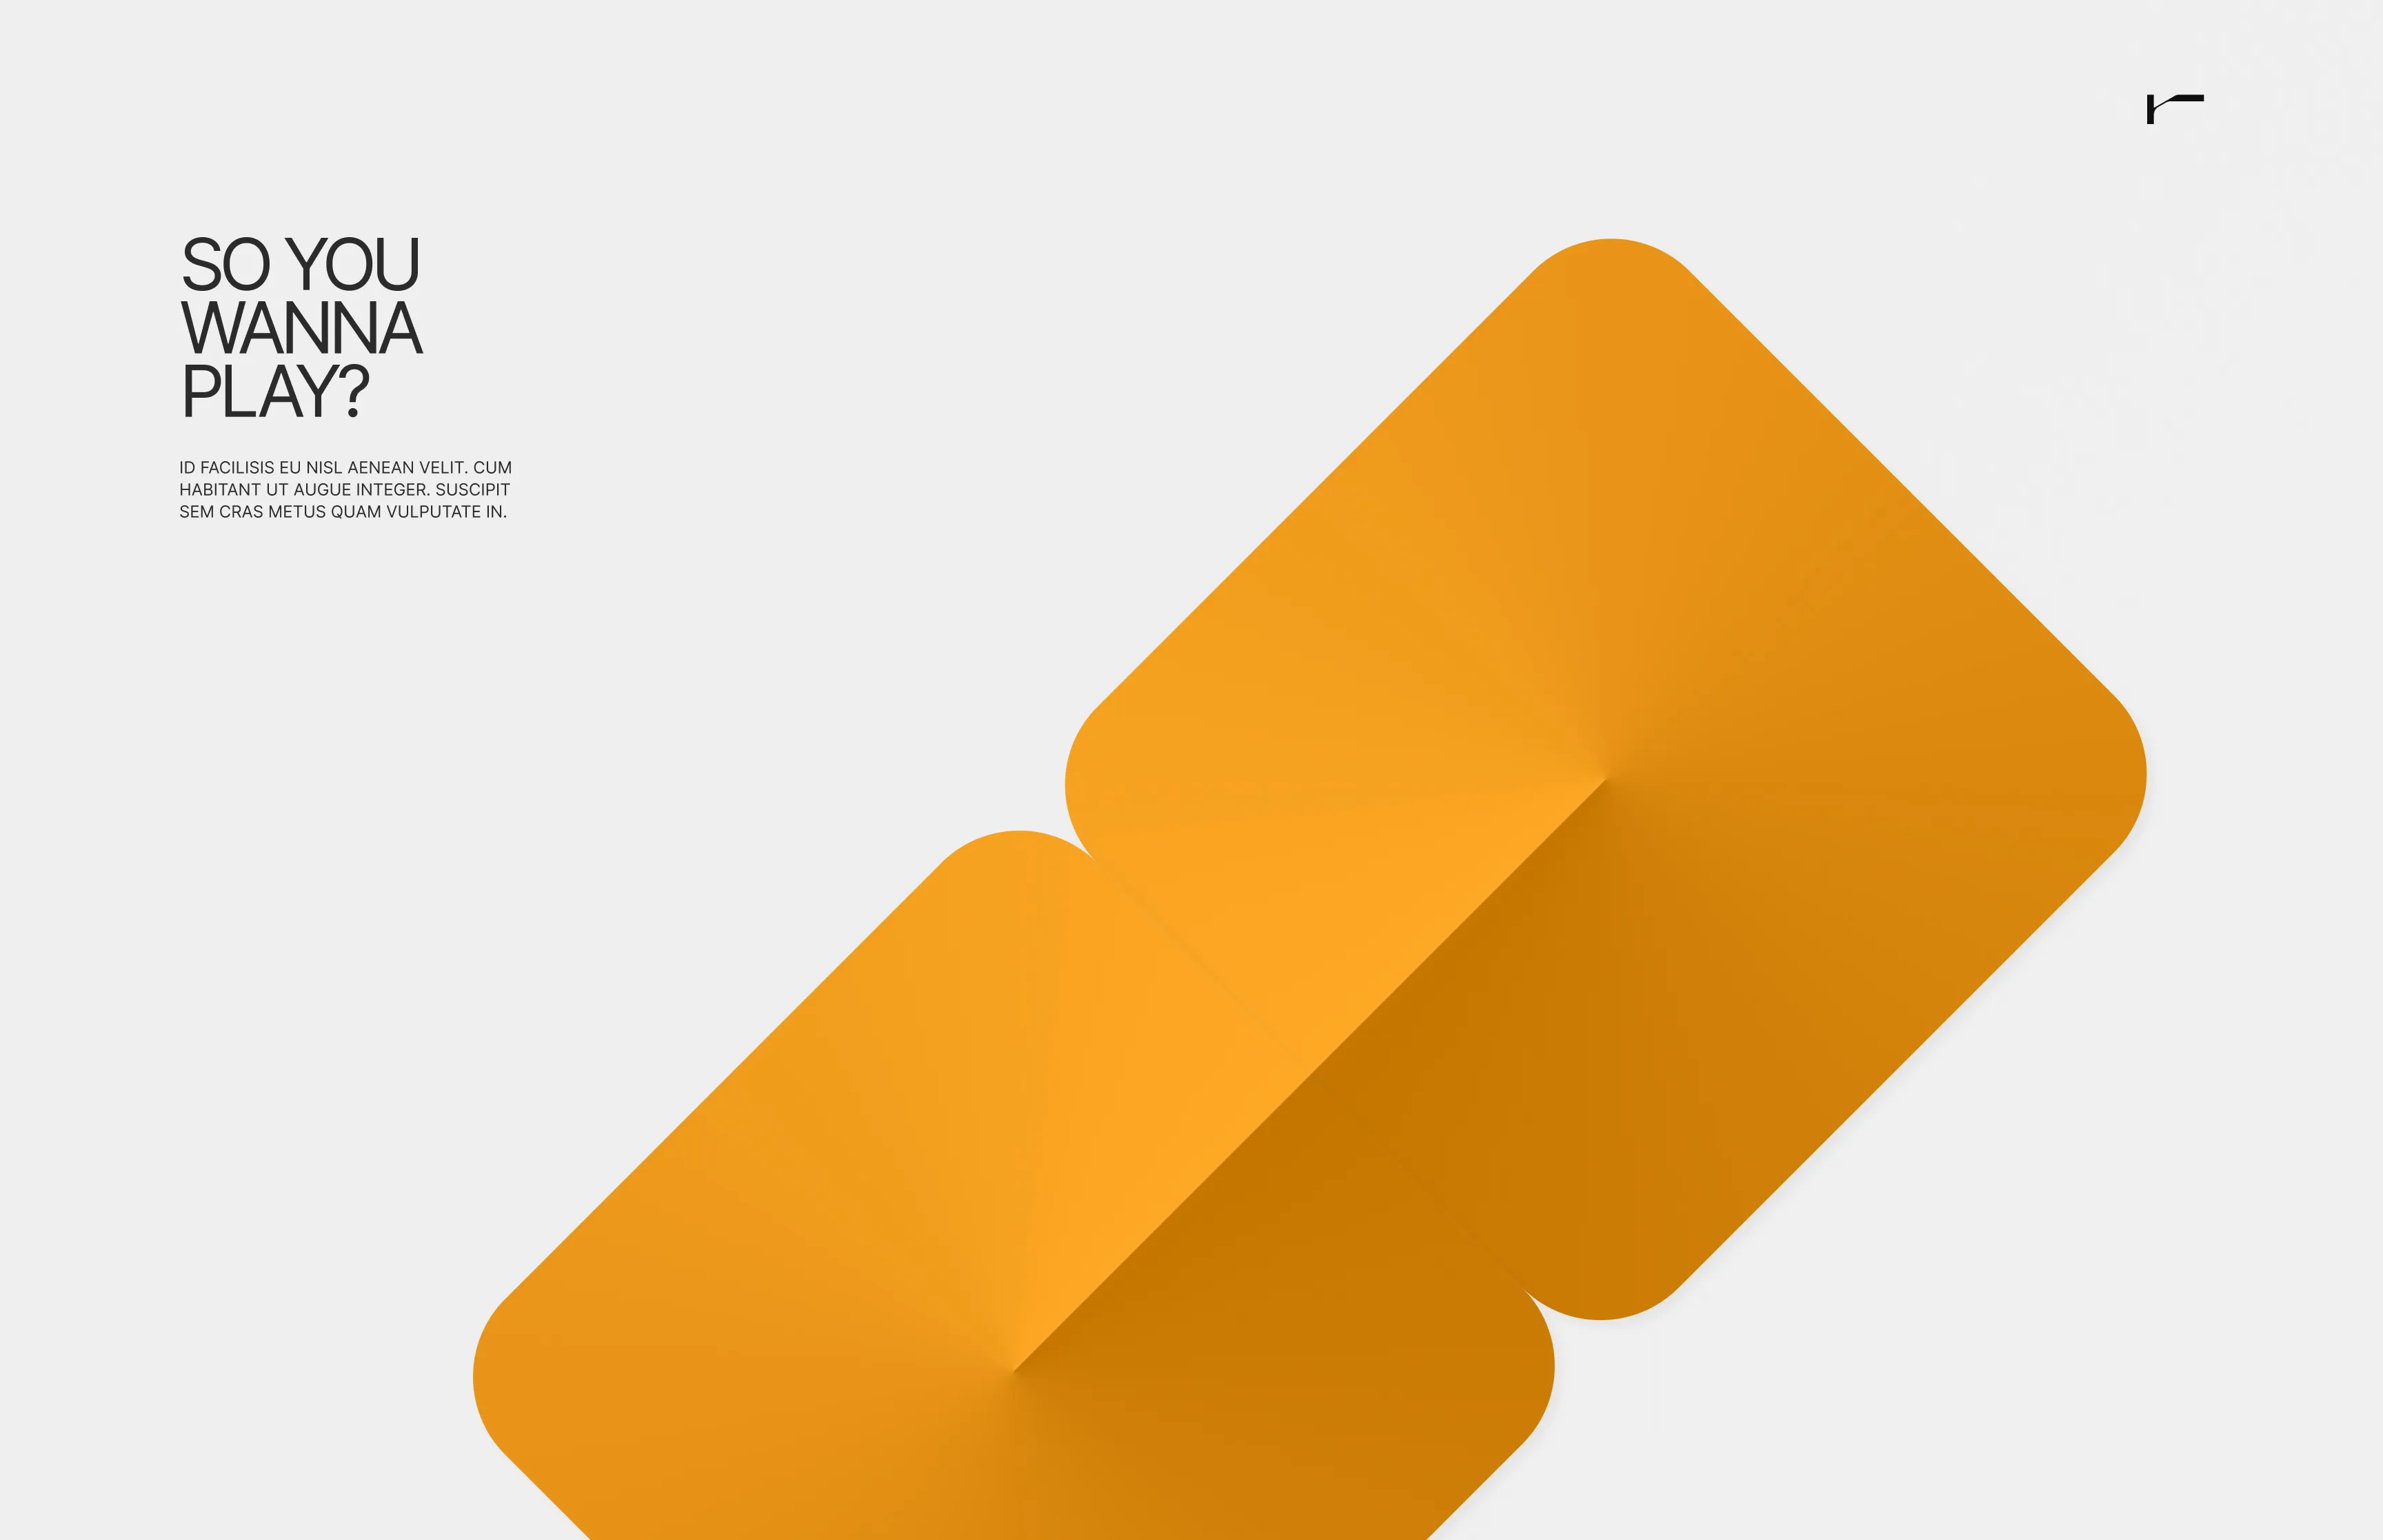 SO YOU
WANNA
PLAY?
ID FACILISIS EU NISL AENEAN VELIT. CUM
HABITANT UT AUGUE INTEGER. SUSCIPIT
SEM CRAS METUS QUAM VULPUTATE IN.